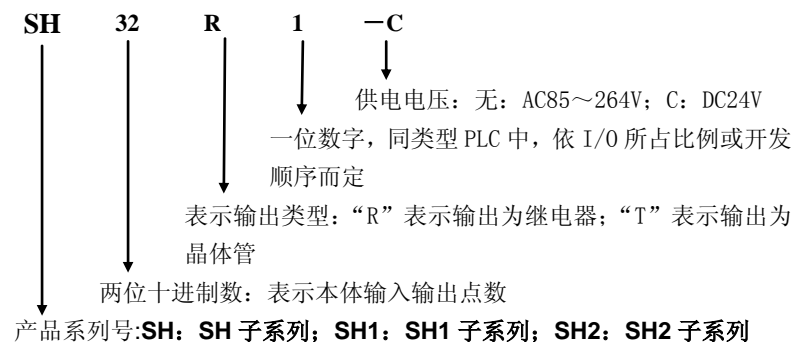 SH 32 R 1 －C
供电电压：无：AC85～264V；C：DC24V
一位数字，同类型 PLC 中，依 I/O 所占比例或开发
顺序而定
表示输出类型：“R”表示输出为继电器；“T”表示输出为
晶体管
两位十进制数：表示本体输入输出点数
产品系列号:SH：SH 子系列；SH1：SH1 子系列；SH2：SH2 子系列